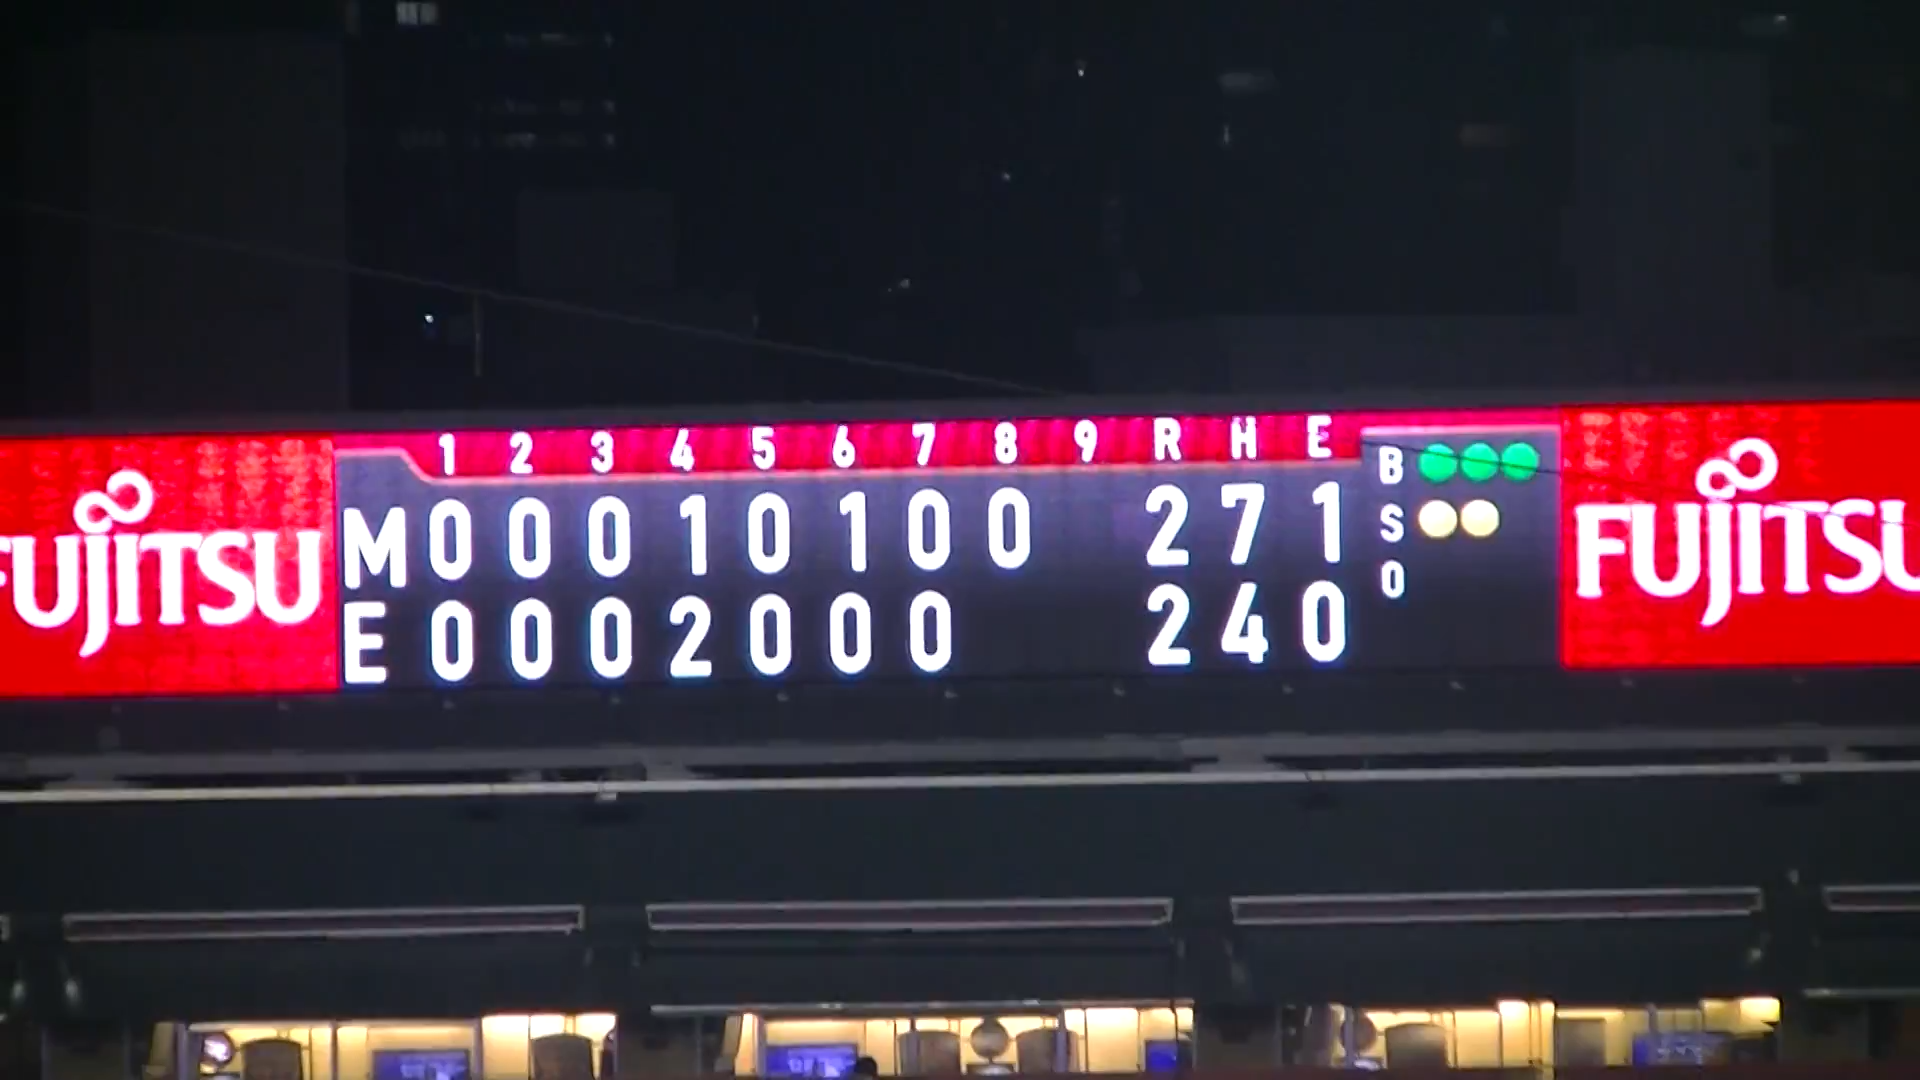 1 2 3 4 5 6 7 8 9 R H E
M 0 0 0 1 0 1 0 0 2 7 1
E 0 0 0 2 0 0 0 2 4 0
B
S
O
FUJITSU
FUJITSU